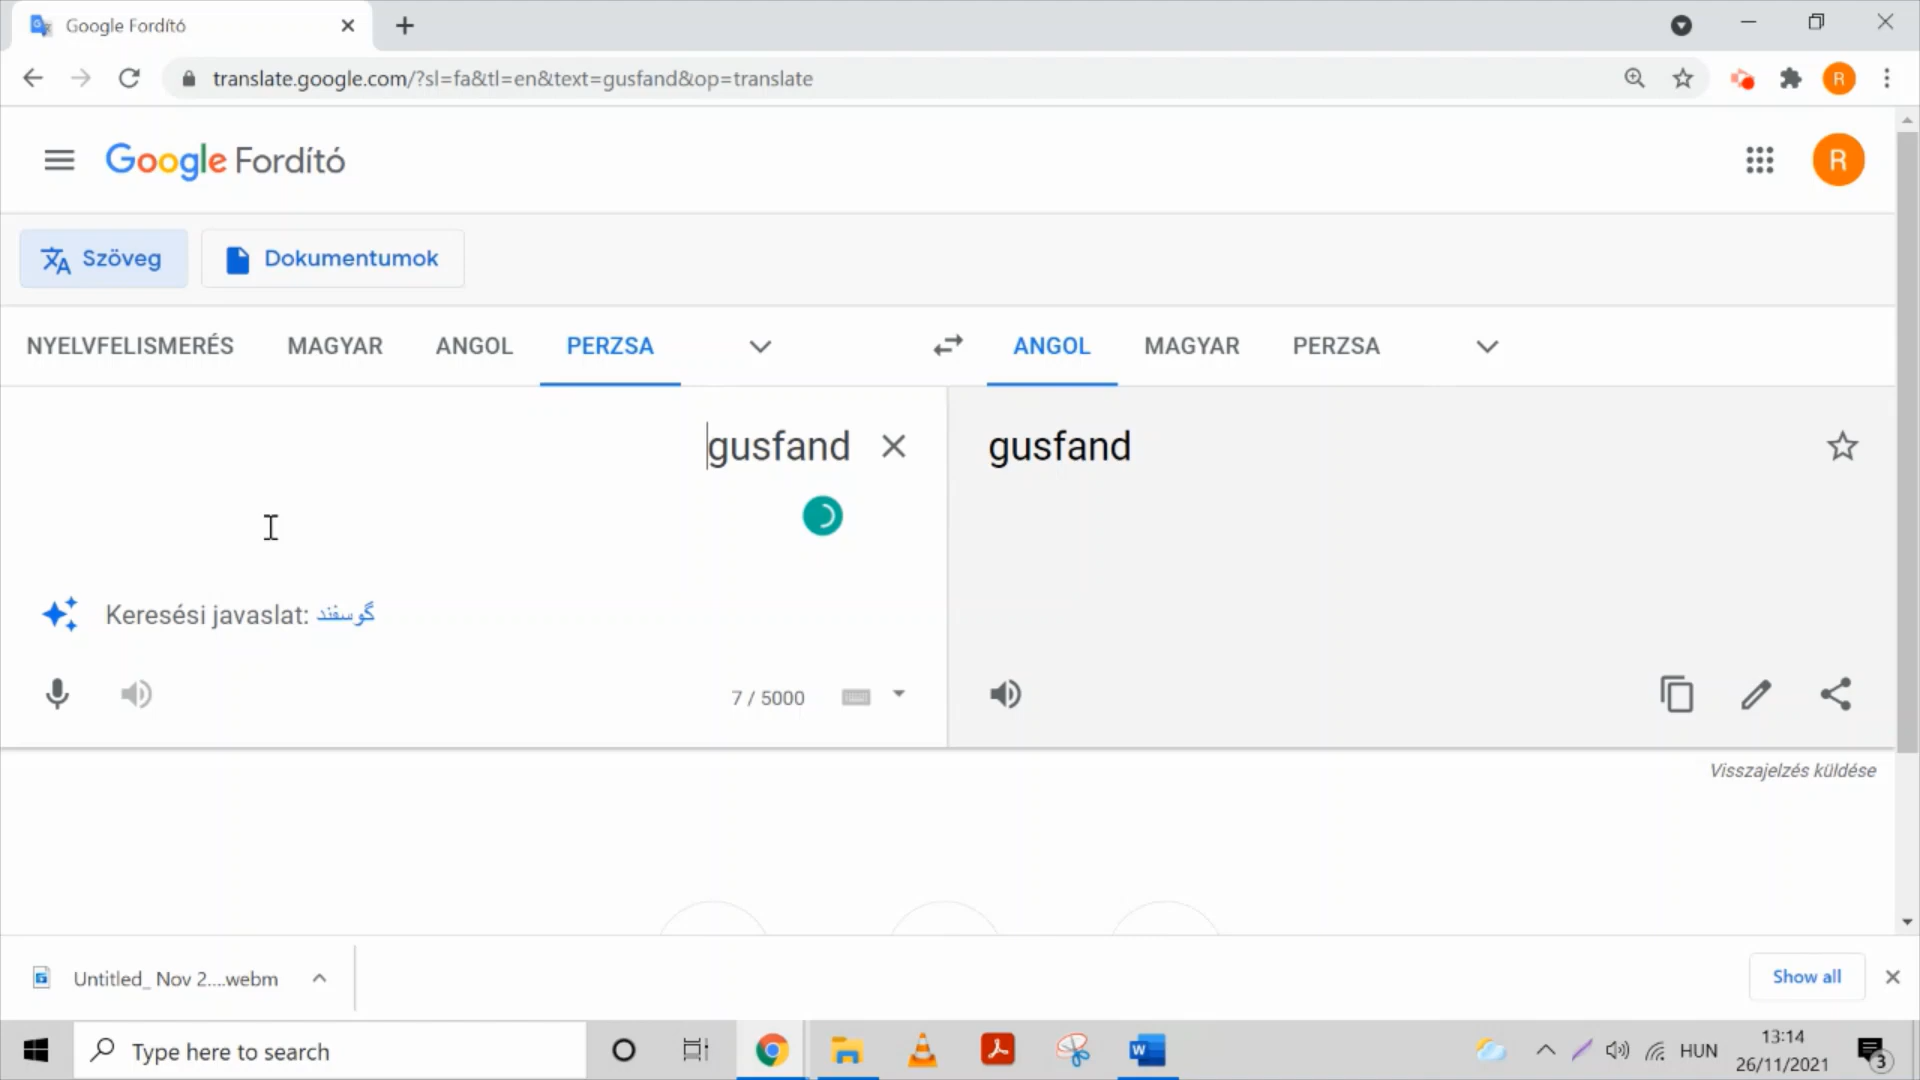 Google Fordító
translate.google.com/?sl=fa&tl=en&text=gusfand&op=translate
R
Google Fordító
R
Szöveg
Dokumentumok
NYELVFELISMERÉS MAGYAR ANGOL PERZSA
ANGOL MAGYAR PERZSA
gusfand
gusfand
Keresési javaslat: گوسفند
7 / 5000
Visszajelzés küldése
Untitled_ Nov 2....webm
Show all
Type here to search
W
HUN
13:14
26/11/2021
3